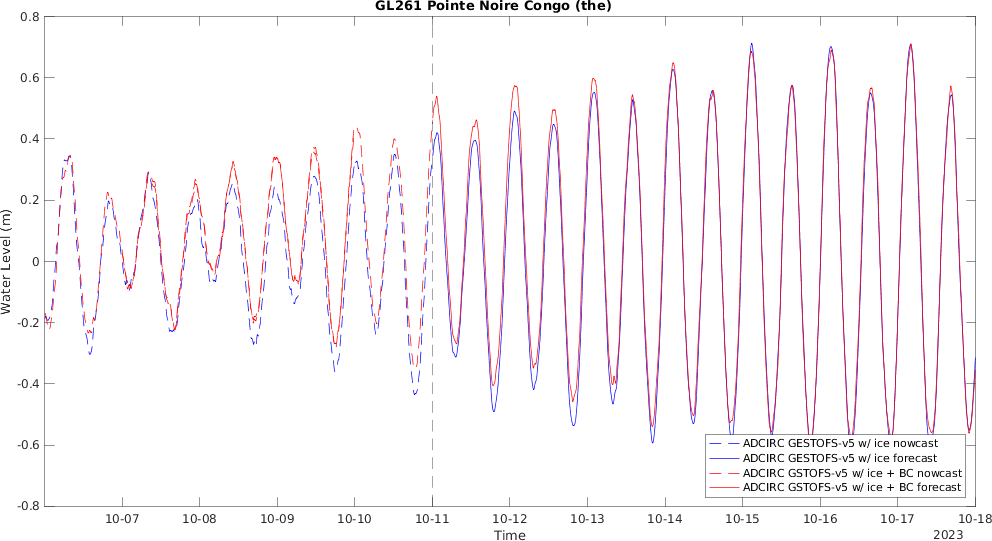 GL261 Pointe Noire Congo (the)
0.8
0.6
0.4
0.2
0
-0.2
-0.4
-0.6
-0.8
Water Level (m)
ADCIRC GESTOFS-v5 w/ ice nowcast
ADCIRC GESTOFS-v5 w/ ice forecast
ADCIRC GSTOFS-v5 w/ ice + BC nowcast
ADCIRC GSTOFS-v5 w/ ice + BC forecast
10-07 10-08 10-09 10-10 10-11 10-12 10-13 10-14 10-15 10-16 10-17 10-18
Time
2023